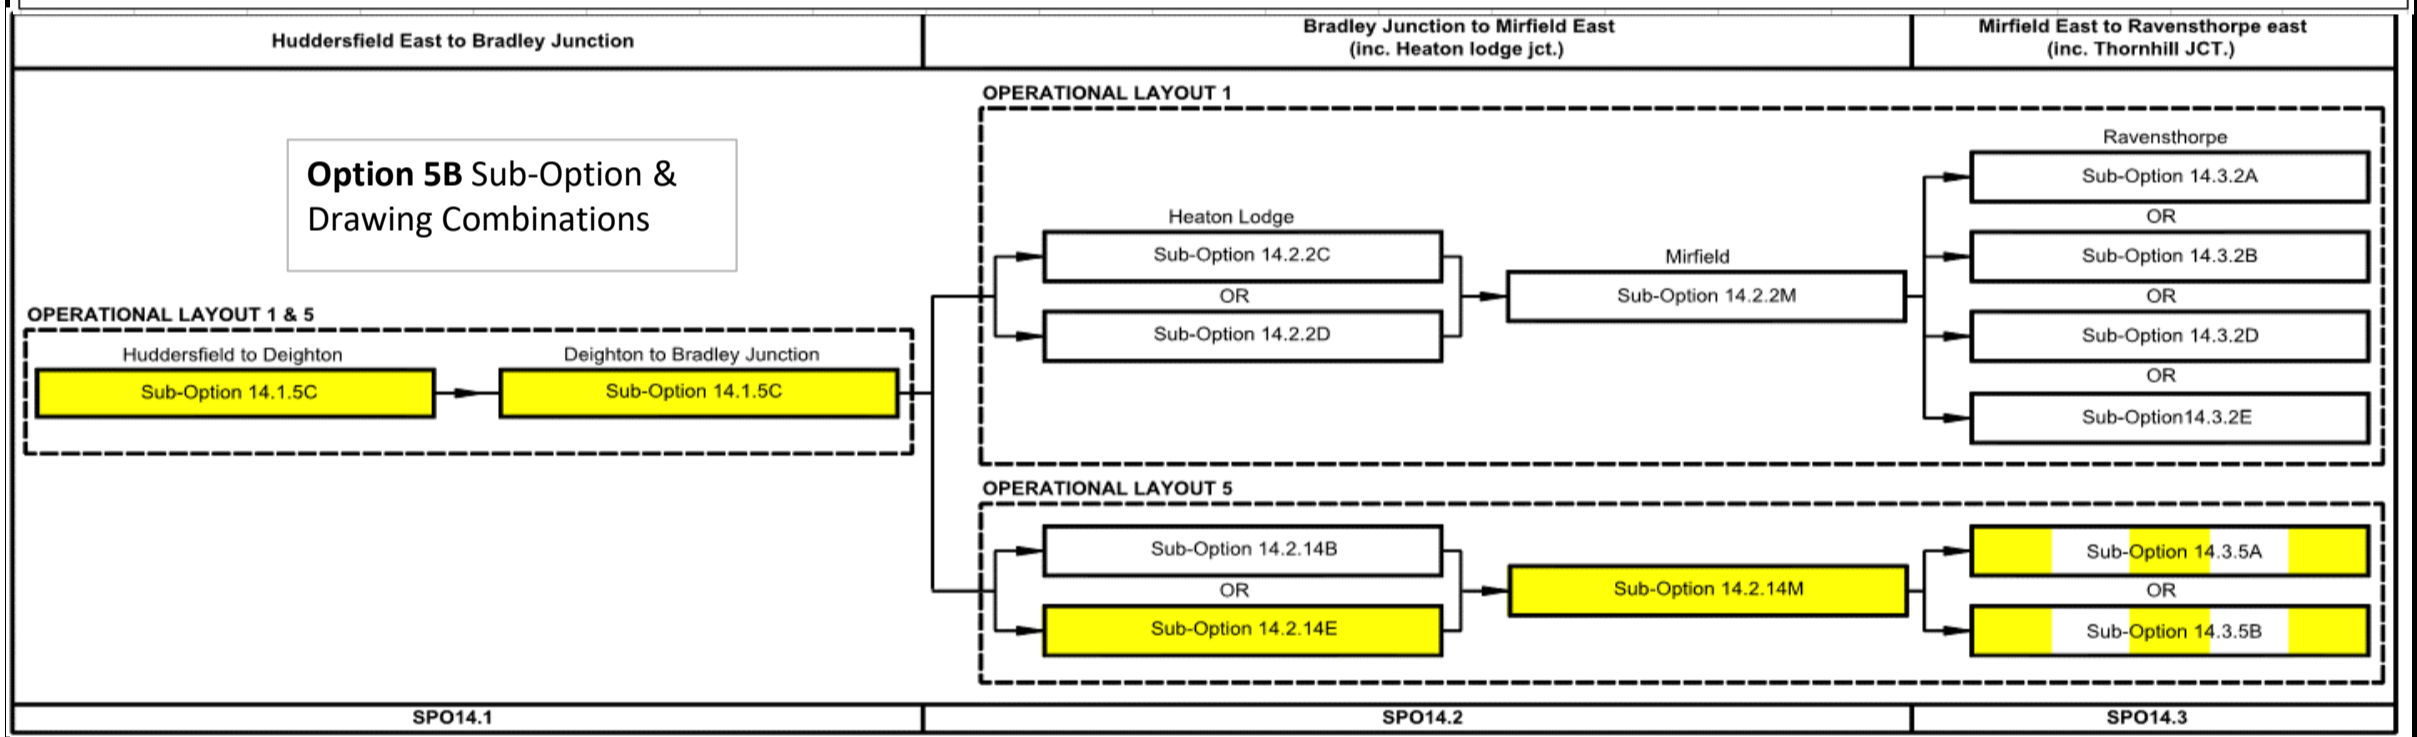 Huddersfield East to Bradley Junction
Bradley Junction to Mirfield East
(inc. Heaton lodge jct.)
Mirfield East to Ravensthorpe east
(inc. Thornhill JCT.)
Option 5B Sub-Option &
Drawing Combinations
OPERATIONAL LAYOUT 1 & 5
Huddersfield to Deighton
Sub-Option 14.1.5C
Deighton to Bradley Junction
Sub-Option 14.1.5C
OPERATIONAL LAYOUT 1
Heaton Lodge
Sub-Option 14.2.2C
OR
Sub-Option 14.2.2D
Mirfield
Sub-Option 14.2.2M
Ravensthorpe
Sub-Option 14.3.2A
OR
Sub-Option 14.3.2B
OR
Sub-Option 14.3.2D
OR
Sub-Option14.3.2E
OPERATIONAL LAYOUT 5
Sub-Option 14.2.14B
OR
Sub-Option 14.2.14E
Sub-Option 14.2.14M
Sub-Option 14.3.5A
OR
Sub-Option 14.3.5B
SPO14.1
SPO14.2
SPO14.3